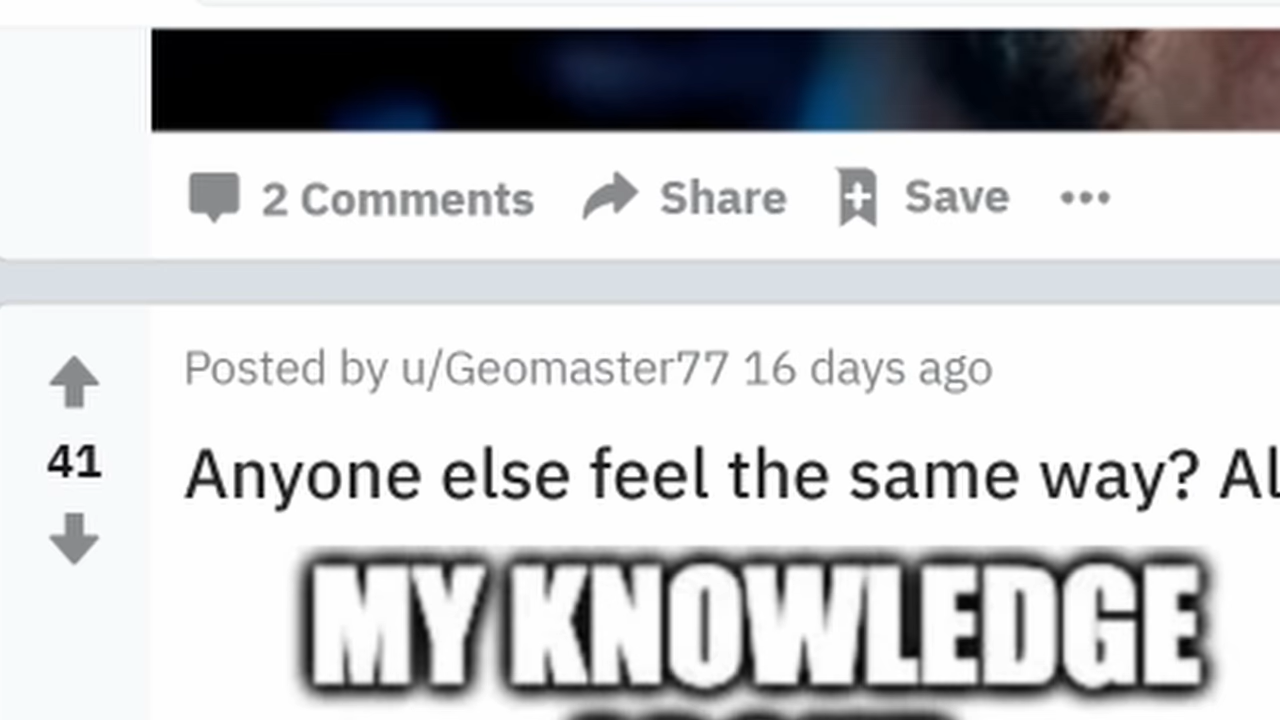 2 Comments Share Save
Posted by u/Geomaster77 16 days ago
41
Anyone else feel the same way?
MY KNOWLEDGE